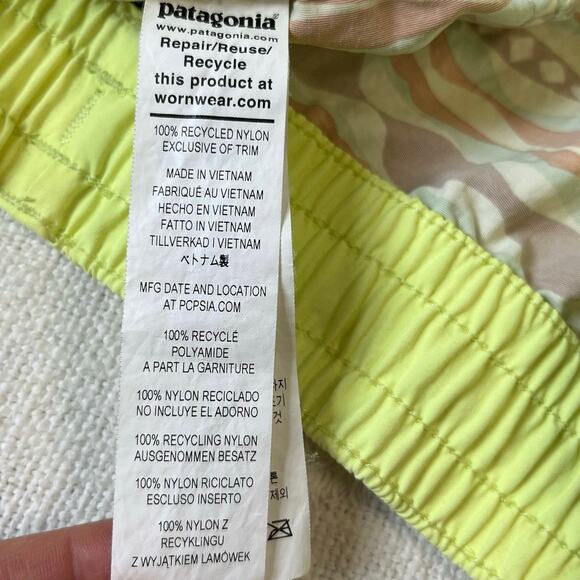 patagonia®
www.patagonia.com
Repair/Reuse/
Recycle
this product at
wornwear.com
100% RECYCLED NYLON
EXCLUSIVE OF TRIM
MADE IN VIETNAM
FABRIQUÉ AU VIETNAM
HECHO EN VIETNAM
FATTO IN VIETNAM
TILLVERKAD I VIETNAM
ベトナム製
MFG DATE AND LOCATION
AT PCPSIA.COM
100% RECYCLÉ
POLYAMIDE
A PART LA GARNITURE
100% NYLON RECICLADO
NO INCLUYE EL ADORNO
100% RECYCLING NYLON
AUSGENOMMEN BESATZ
100% NYLON RICICLATO
ESCLUSO INSERTO
100% NYLON Z
RECYKLINGU
Z WYJĄTKIEM LAMÓWEK